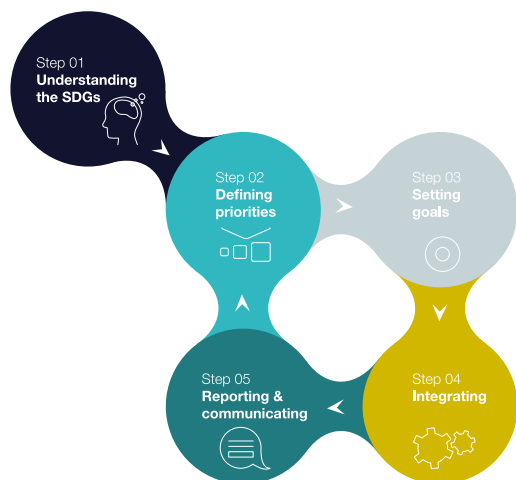 Step 01
Understanding
the SDGs
Step 02
Defining
priorities
Step 03
Setting
goals
Step 04
Integrating
Step 05
Reporting &
communicating